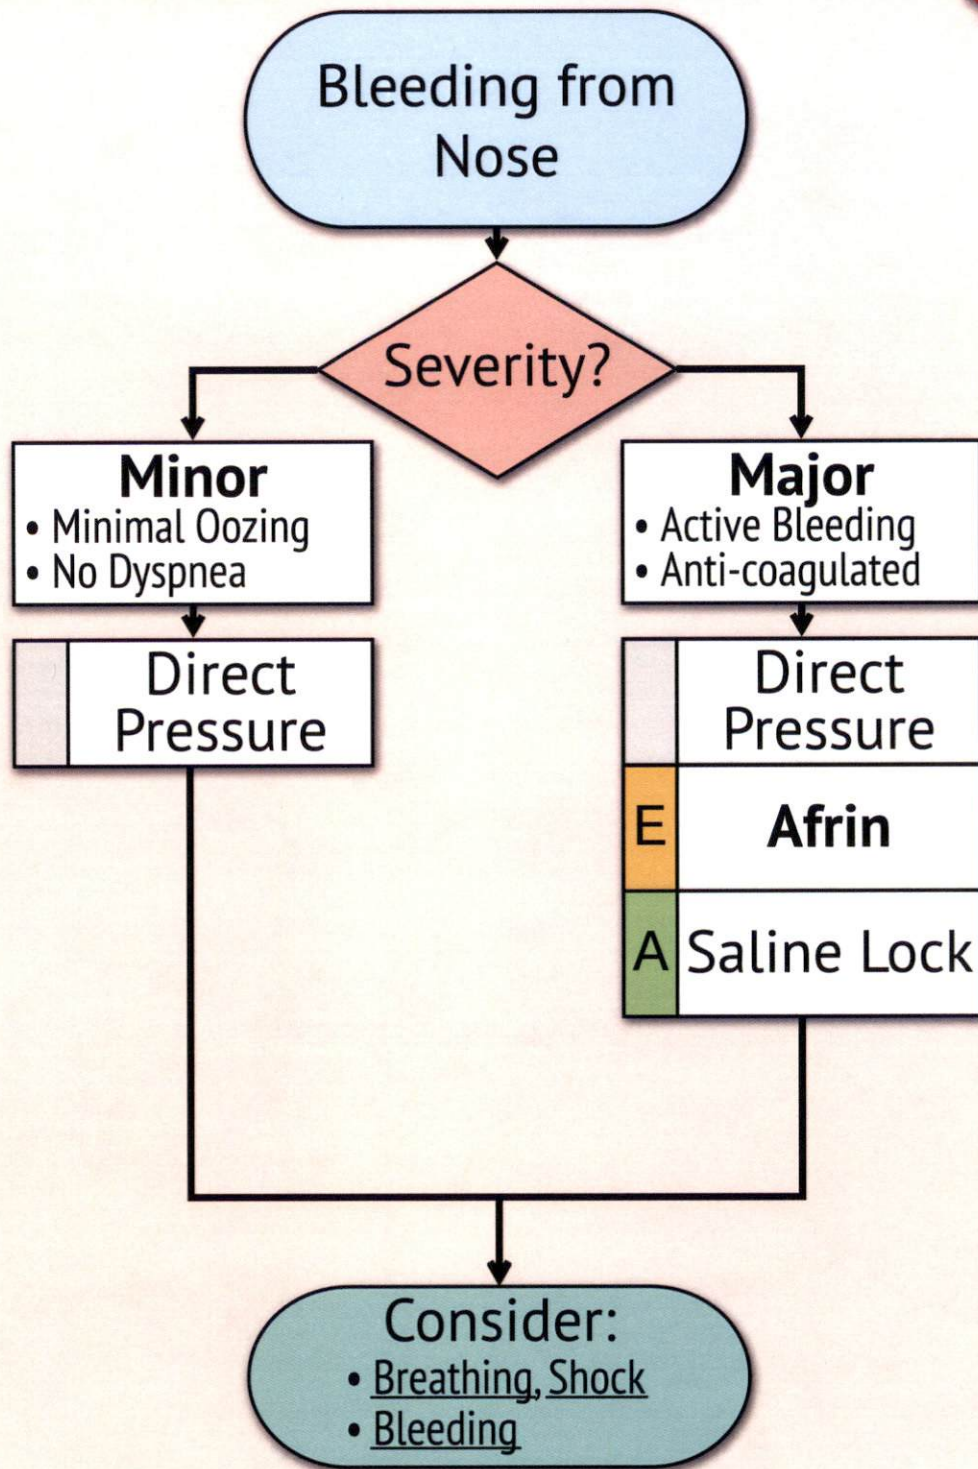 Bleeding from
Nose
Severity?
Minor
• Minimal Oozing
• No Dyspnea
Direct
Pressure
Major
• Active Bleeding
• Anti-coagulated
Direct
Pressure
E Afrin
A Saline Lock
Consider:
• Breathing, Shock
• Bleeding